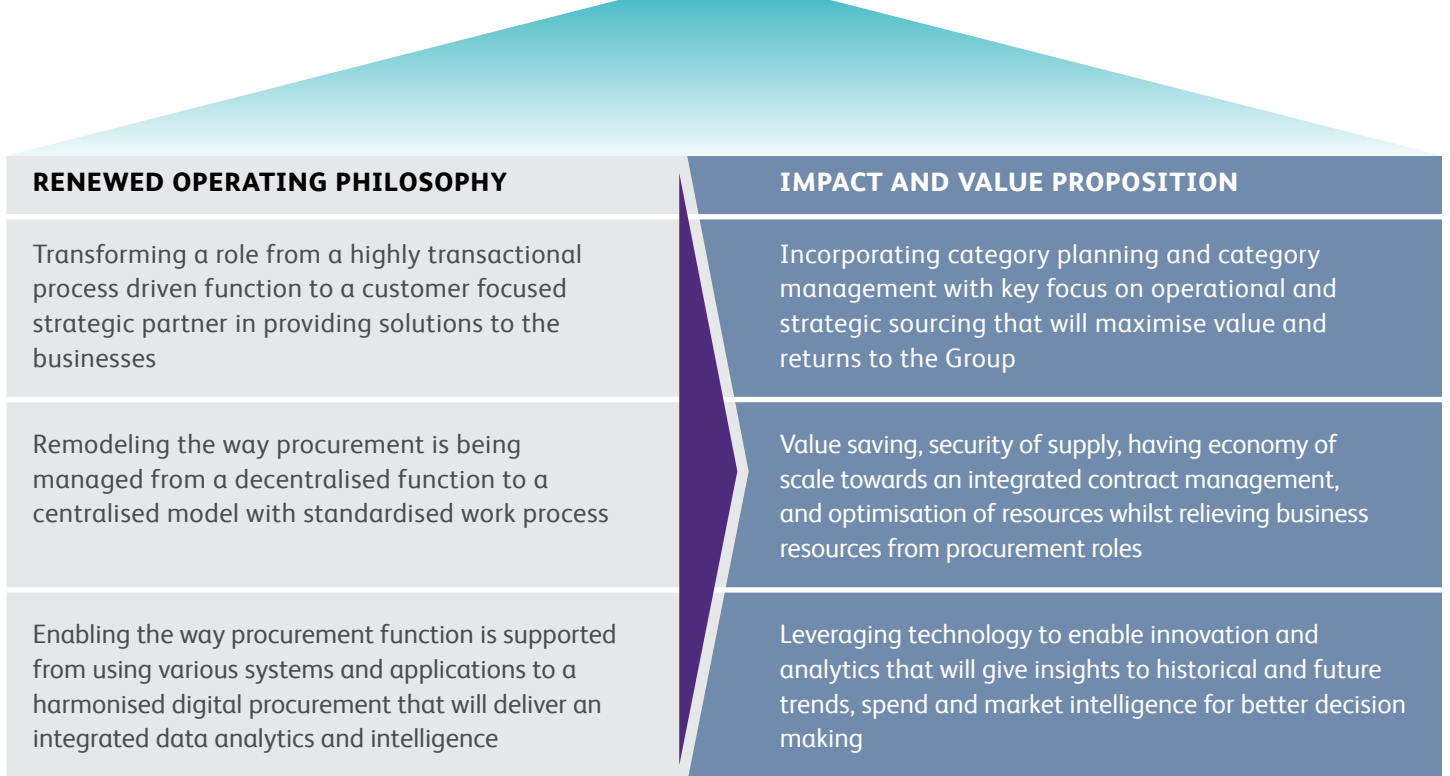 RENEWED OPERATING PHILOSOPHY
Transforming a role from a highly transactional
process driven function to a customer focused
strategic partner in providing solutions to the
businesses
Remodeling the way procurement is being
managed from a decentralised function to a
centralised model with standardised work process
Enabling the way procurement function is supported
from using various systems and applications to a
harmonised digital procurement that will deliver an
integrated data analytics and intelligence
IMPACT AND VALUE PROPOSITION
Incorporating category planning and category
management with key focus on operational and
strategic sourcing that will maximise value and
returns to the Group
Value saving, security of supply, having economy of
scale towards an integrated contract management,
and optimisation of resources whilst relieving business
resources from procurement roles
Leveraging technology to enable innovation and
analytics that will give insights to historical and future
trends, spend and market intelligence for better decision
making